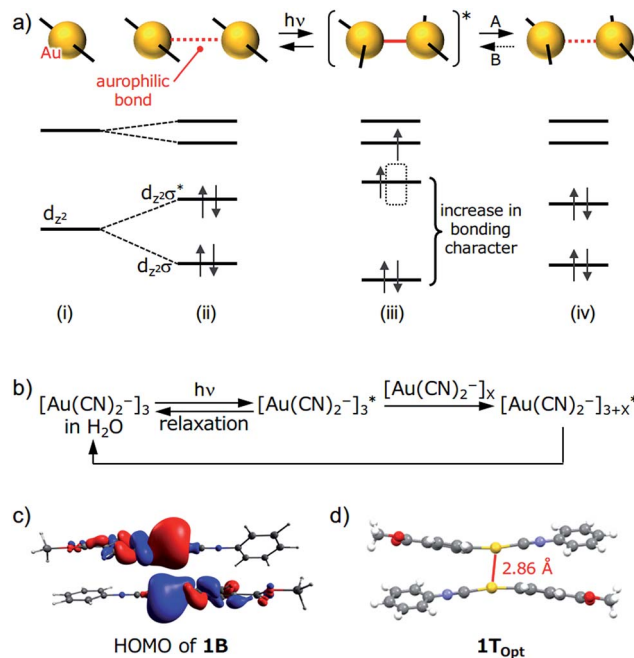 a)
Au
aurophilic
bond
hν
*
A
B
d_z²
d_z²σ*
d_z²σ
increase in
bonding
character
(i)
(ii)
(iii)
(iv)
b)
[Au(CN)₂⁻]₃
in H₂O
hν
relaxation
[Au(CN)₂⁻]₃*
[Au(CN)₂⁻]ₓ
[Au(CN)₂⁻]₃₊ₓ*
c)
HOMO of 1B
d)
2.86 Å
1T_Opt